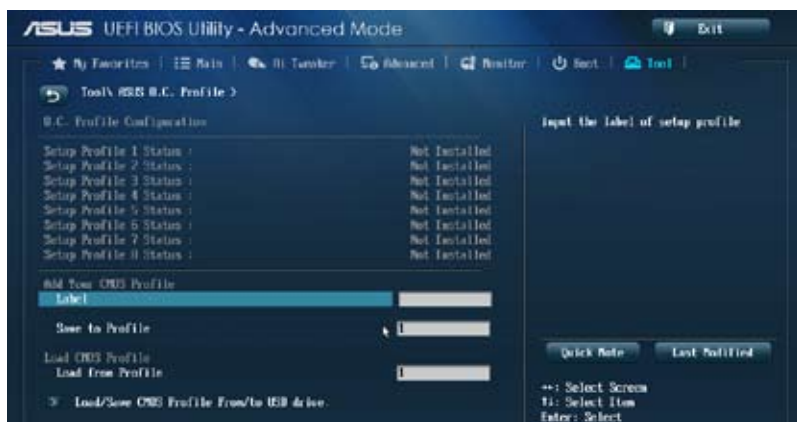 ASUS UEFI BIOS Utility - Advanced Mode
Exit
My Favorites | Main | Ai Tweaker | Advanced | Monitor | Boot | Tool
Tool\ ASUS O.C. Profile >
O.C. Profile Configuration
Input the label of setup profile
Setup Profile 1 Status : Not Installed
Setup Profile 2 Status : Not Installed
Setup Profile 3 Status : Not Installed
Setup Profile 4 Status : Not Installed
Setup Profile 5 Status : Not Installed
Setup Profile 6 Status : Not Installed
Setup Profile 7 Status : Not Installed
Setup Profile 8 Status : Not Installed
Add Your CMOS Profile
Label
Save to Profile 1
Load CMOS Profile
Load from Profile 1
> Load/Save CMOS Profile From/to USB drive.
Quick Note
Last Modified
→←: Select Screen
↑↓: Select Item
Enter: Select